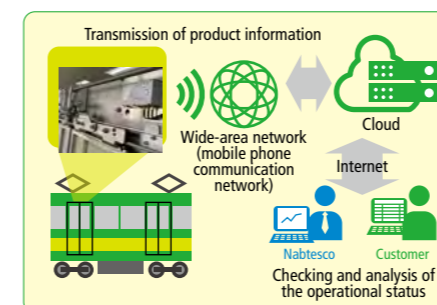 Transmission of product information
Wide-area network
(mobile phone
communication
network)
Cloud
Internet
Nabtesco
Customer
Checking and analysis of
the operational status